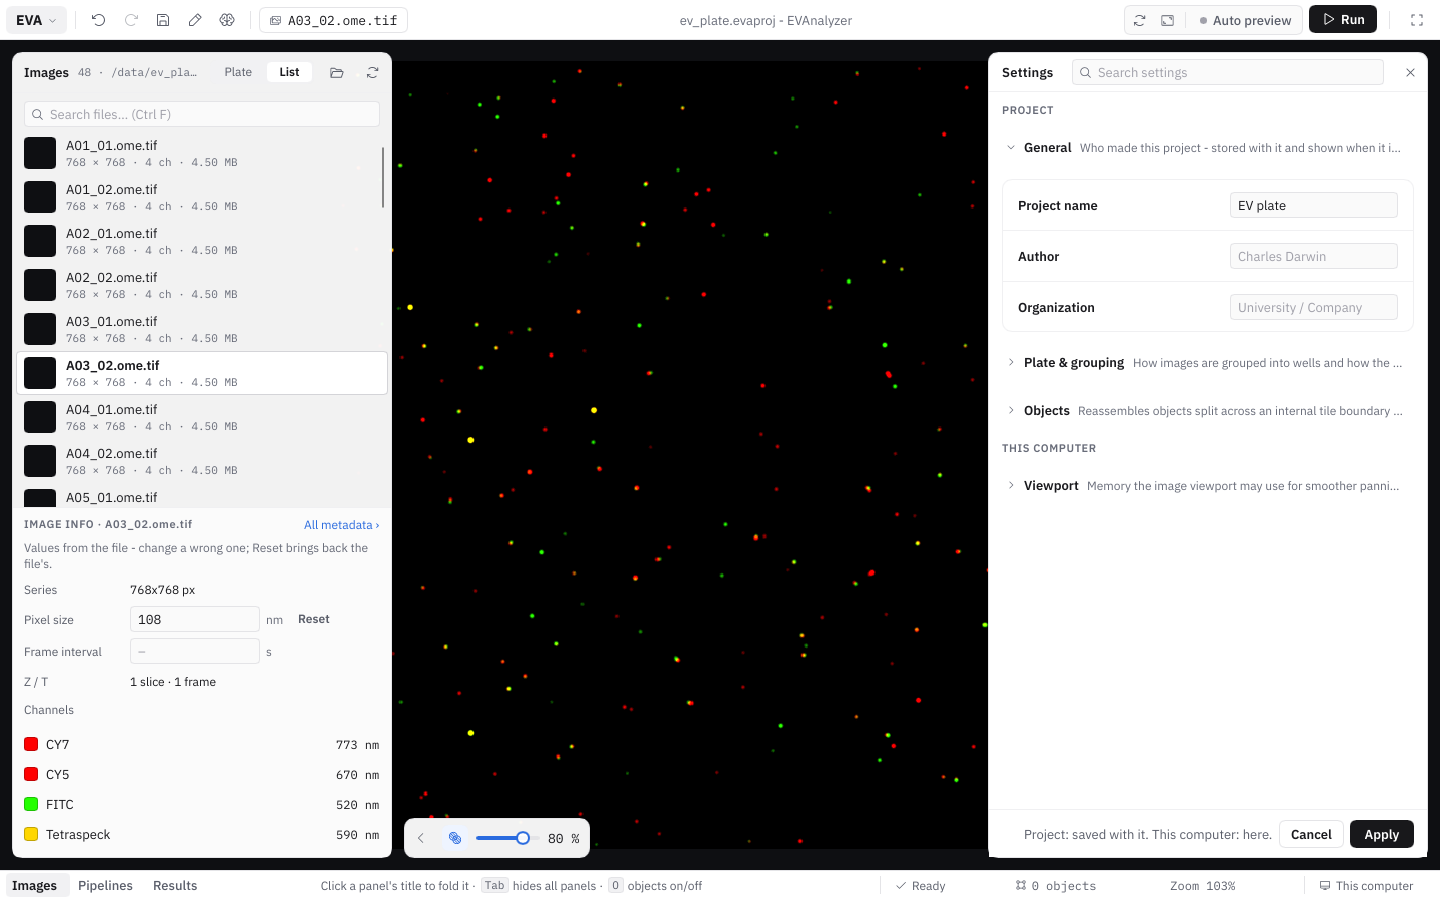 EVA
A03_02.ome.tif
ev_plate.evaproj - EVAnalyzer
Auto preview
Run
Images 48 · /data/ev_pla…
Plate
List
Search files... (Ctrl F)
A01_01.ome.tif
768 × 768 · 4 ch · 4.50 MB
A01_02.ome.tif
768 × 768 · 4 ch · 4.50 MB
A02_01.ome.tif
768 × 768 · 4 ch · 4.50 MB
A02_02.ome.tif
768 × 768 · 4 ch · 4.50 MB
A03_01.ome.tif
768 × 768 · 4 ch · 4.50 MB
A03_02.ome.tif
768 × 768 · 4 ch · 4.50 MB
A04_01.ome.tif
768 × 768 · 4 ch · 4.50 MB
A04_02.ome.tif
768 × 768 · 4 ch · 4.50 MB
A05_01.ome.tif
IMAGE INFO · A03_02.ome.tif
All metadata ›
Values from the file - change a wrong one; Reset brings back the
file's.
Series 768x768 px
Pixel size 108 nm Reset
Frame interval – s
Z / T 1 slice · 1 frame
Channels
CY7 773 nm
CY5 670 nm
FITC 520 nm
Tetraspeck 590 nm
80 %
Settings
Search settings
PROJECT
General Who made this project - stored with it and shown when it i...
Project name EV plate
Author Charles Darwin
Organization University / Company
Plate & grouping How images are grouped into wells and how the ...
Objects Reassembles objects split across an internal tile boundary ...
THIS COMPUTER
Viewport Memory the image viewport may use for smoother panni...
Project: saved with it. This computer: here.
Cancel
Apply
Images
Pipelines
Results
Click a panel's title to fold it · Tab hides all panels · O objects on/off
Ready
0 objects
Zoom 103%
This computer